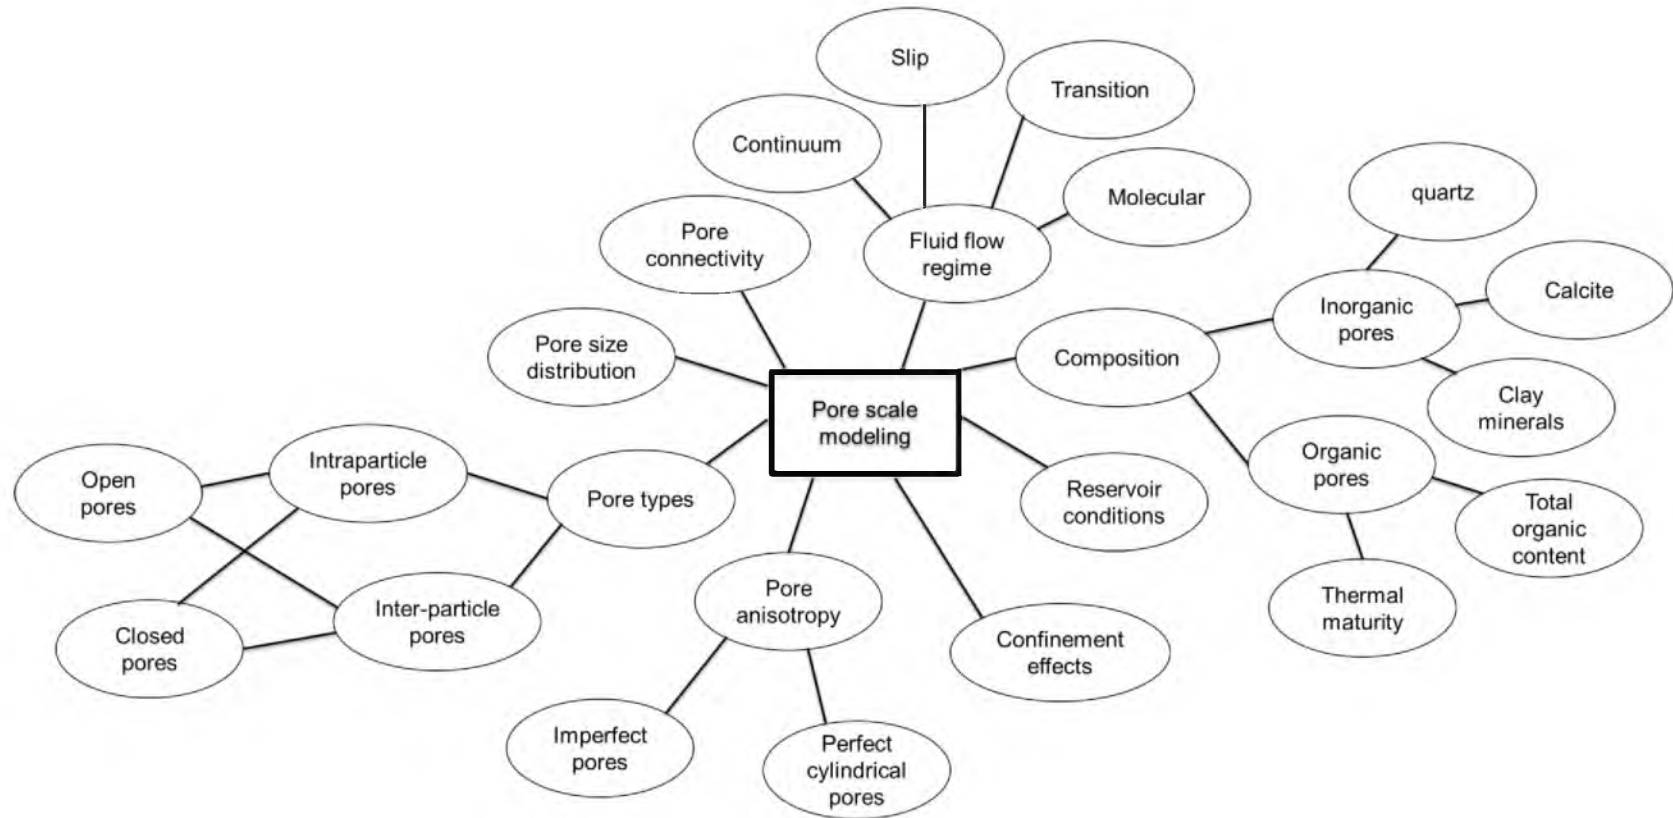 Slip
Transition
Continuum
Molecular
quartz
Pore
connectivity
Fluid flow
regime
Calcite
Inorganic
pores
Pore size
distribution
Composition
Pore scale
modeling
Clay
minerals
Open
pores
Intraparticle
pores
Pore types
Reservoir
conditions
Organic
pores
Total
organic
content
Pore
anisotropy
Thermal
maturity
Closed
pores
Inter-particle
pores
Confinement
effects
Imperfect
pores
Perfect
cylindrical
pores